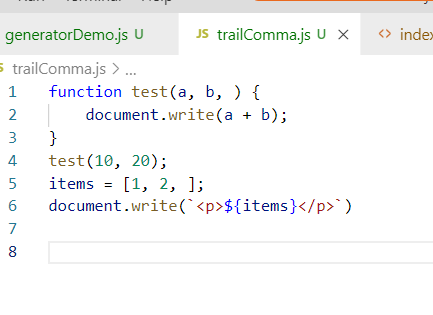 generatorDemo.js U JS trailComma.js U × <> index
trailComma.js > ...
1 function test(a, b, ) {
2     document.write(a + b);
3 }
4 test(10, 20);
5 items = [1, 2, ];
6 document.write(`<p>${items}</p>`)
7
8